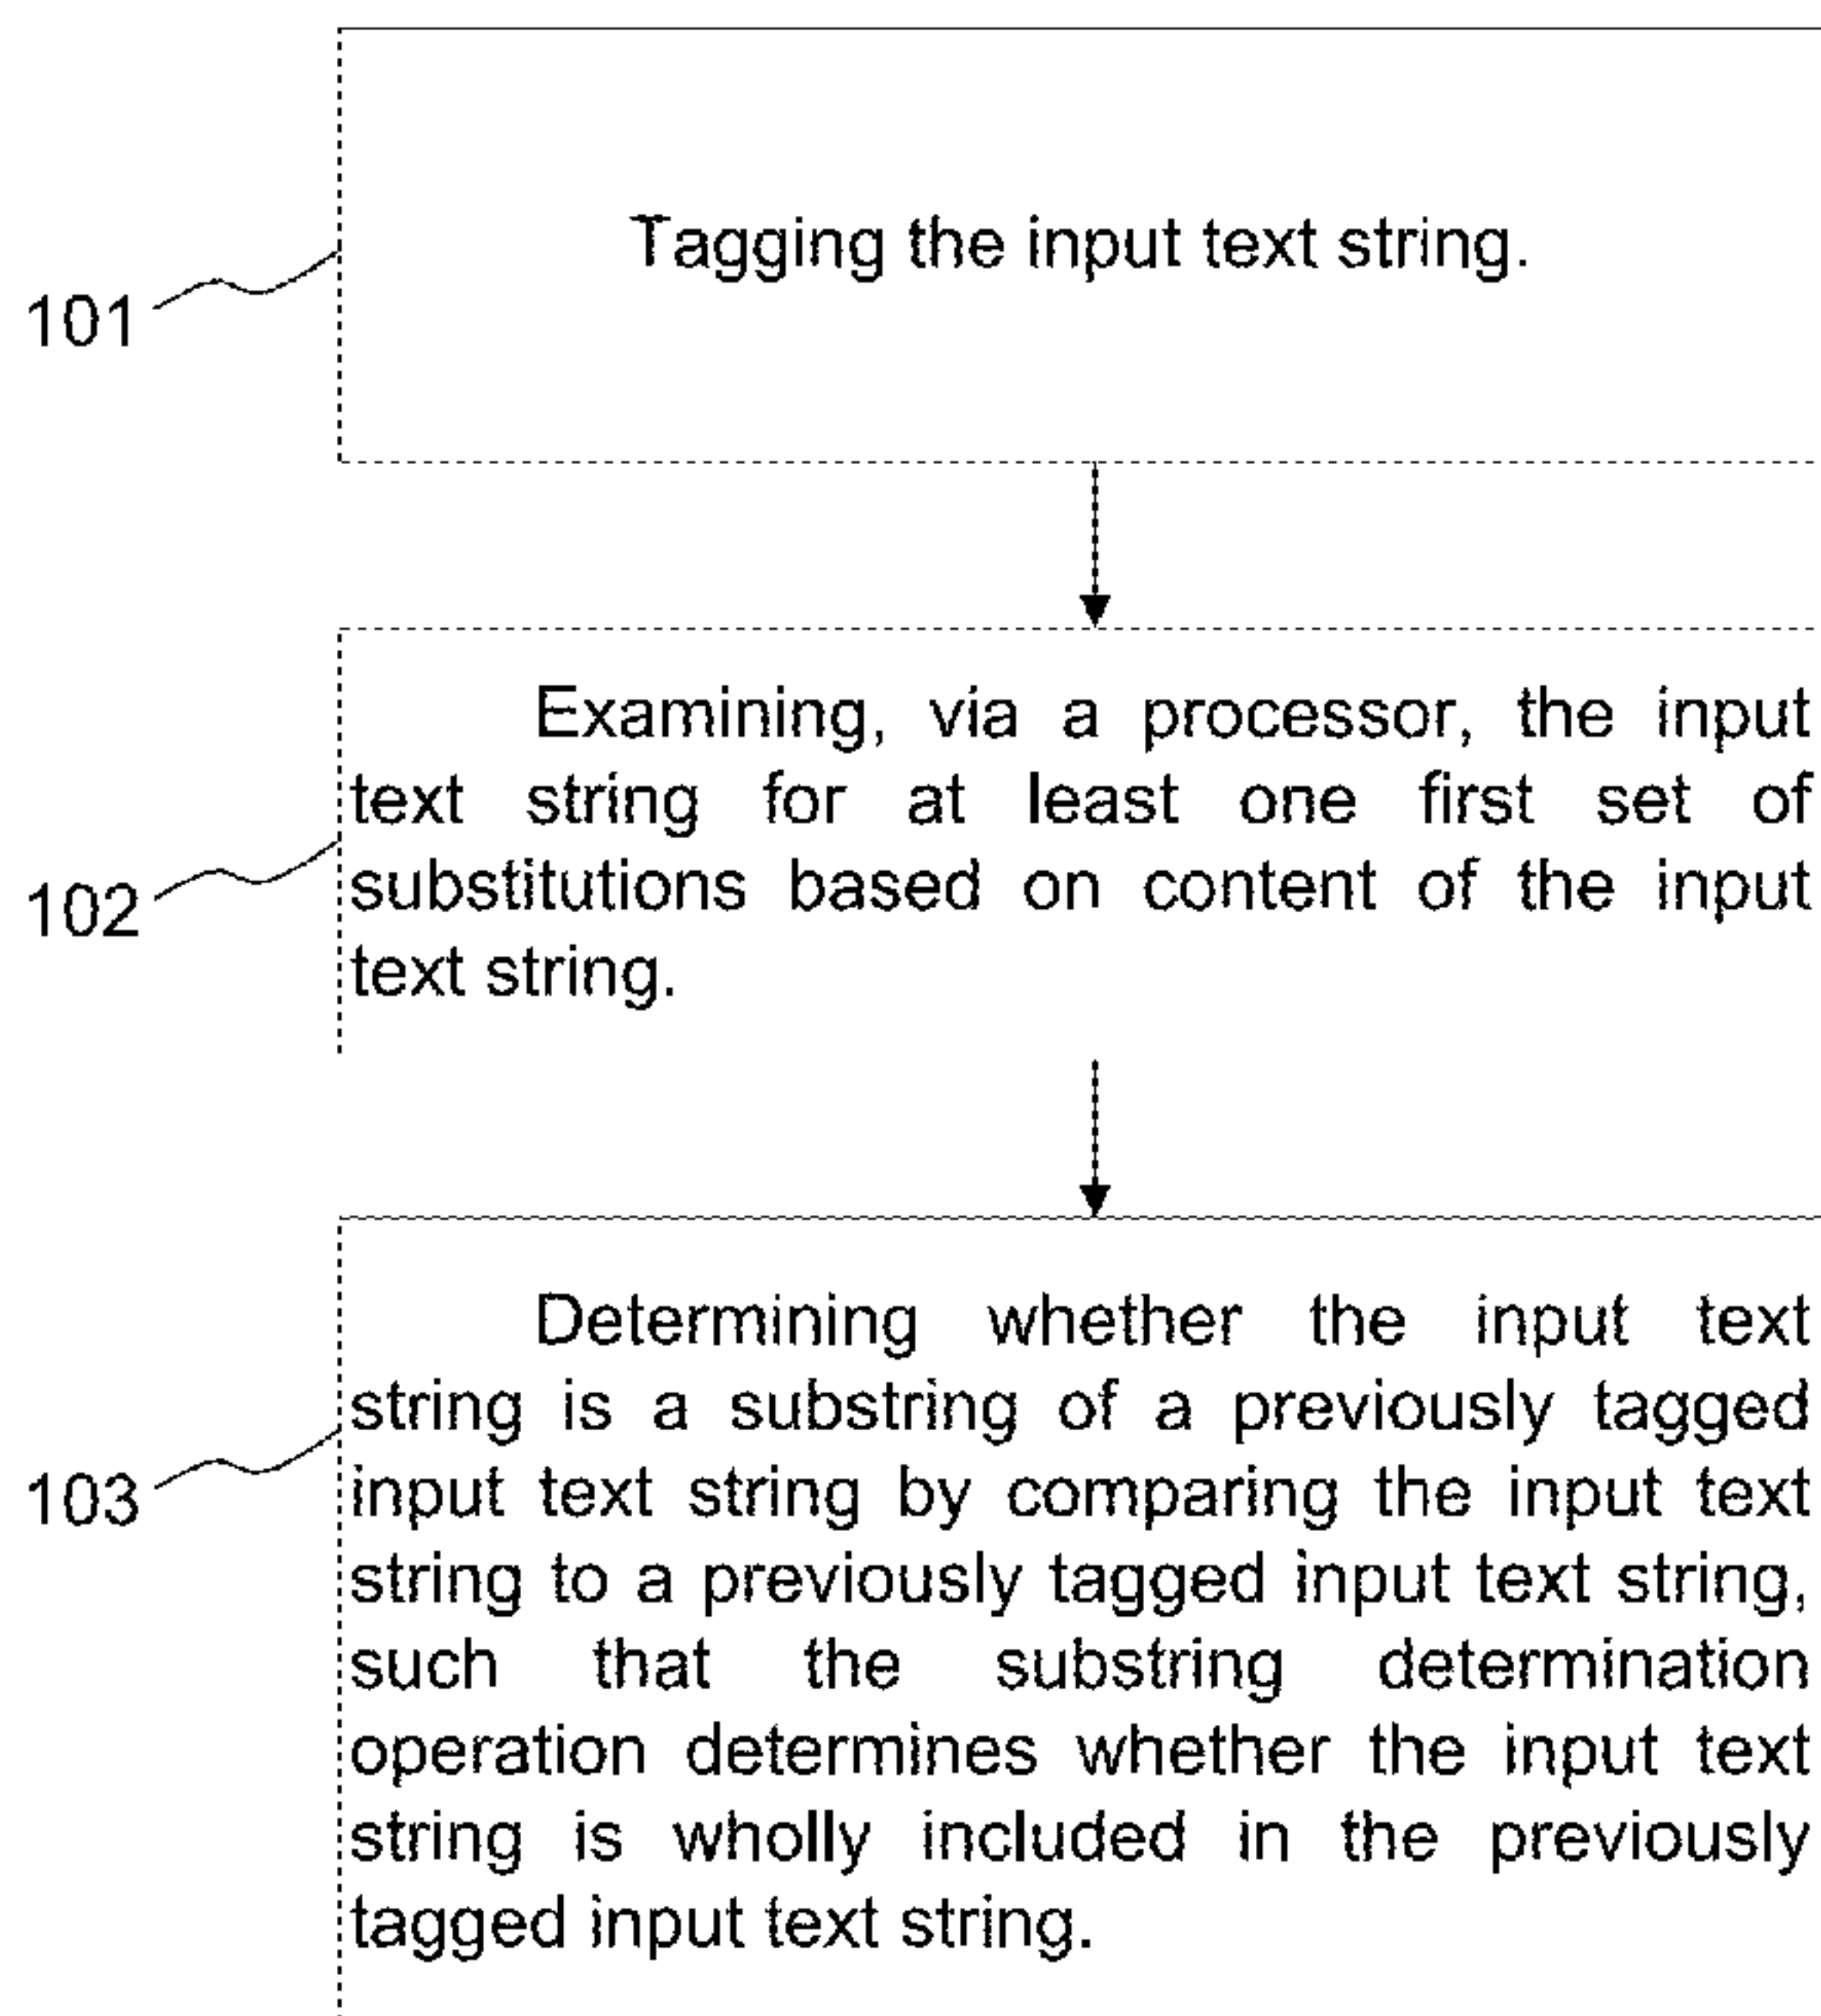 Tagging the input text string.
101
Examining, via a processor, the input
text string for at least one first set of
substitutions based on content of the input
text string.
102
Determining whether the input text
string is a substring of a previously tagged
input text string by comparing the input text
string to a previously tagged input text string,
such that the substring determination
operation determines whether the input text
string is wholly included in the previously
tagged input text string.
103